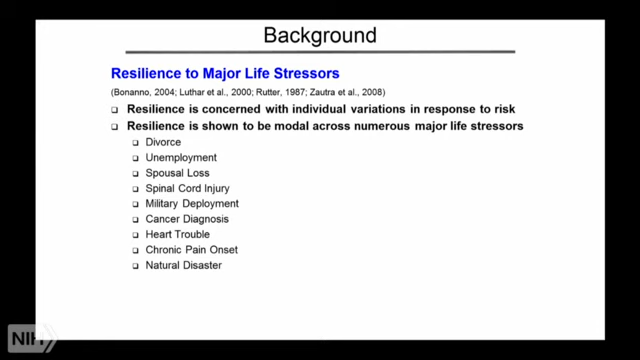 Background
Resilience to Major Life Stressors
(Bonanno, 2004; Luthar et al., 2000; Rutter, 1987; Zautra et al., 2008)
Resilience is concerned with individual variations in response to risk
Resilience is shown to be modal across numerous major life stressors
Divorce
Unemployment
Spousal Loss
Spinal Cord Injury
Military Deployment
Cancer Diagnosis
Heart Trouble
Chronic Pain Onset
Natural Disaster
NIH